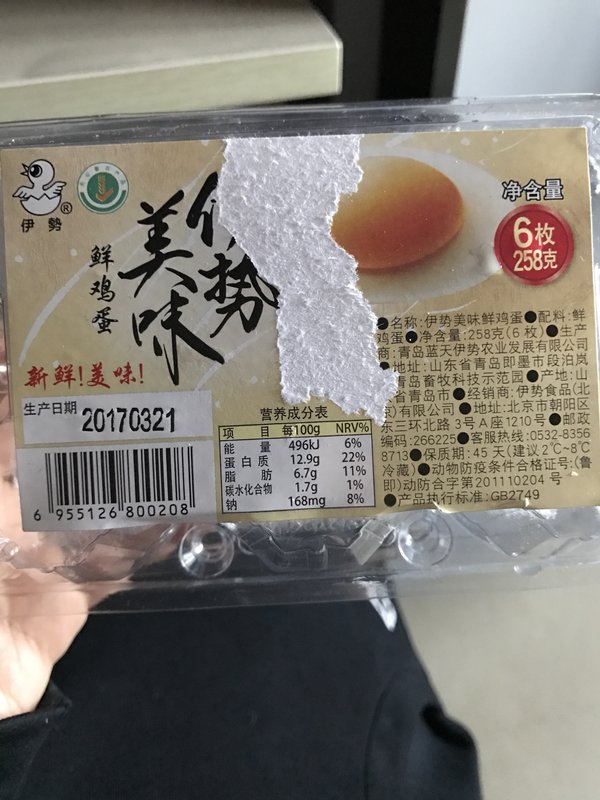 伊勢
®
鲜鸡蛋
美味
势
新鲜!美味!
净含量
6枚
258克
生产日期 20170321
6 955126 800208
营养成分表
项 目 每100g NRV%
能 量 496kJ 6%
蛋白质 12.9g 22%
脂 肪 6.7g 11%
碳水化合物 1.7g 1%
钠 168mg 8%
●名称:伊势美味鲜鸡蛋●配料:鲜
鸡蛋●净含量:258克(6枚)●生产
商:青岛蓝天伊势农业发展有限公司
●地址:山东省青岛即墨市段泊岚
青岛畜牧科技示范园●产地:山
省青岛市●经销商:伊势食品(北
)有限公司●地址:北京市朝阳区
东三环北路3号A座1210号●邮政
编码:266225●客服热线:0532-8356
8713●保质期:45天(建议2℃~8℃
冷藏)●动物防疫条件合格证号:(鲁
即)动防合字第201110204号
●产品执行标准:GB2749